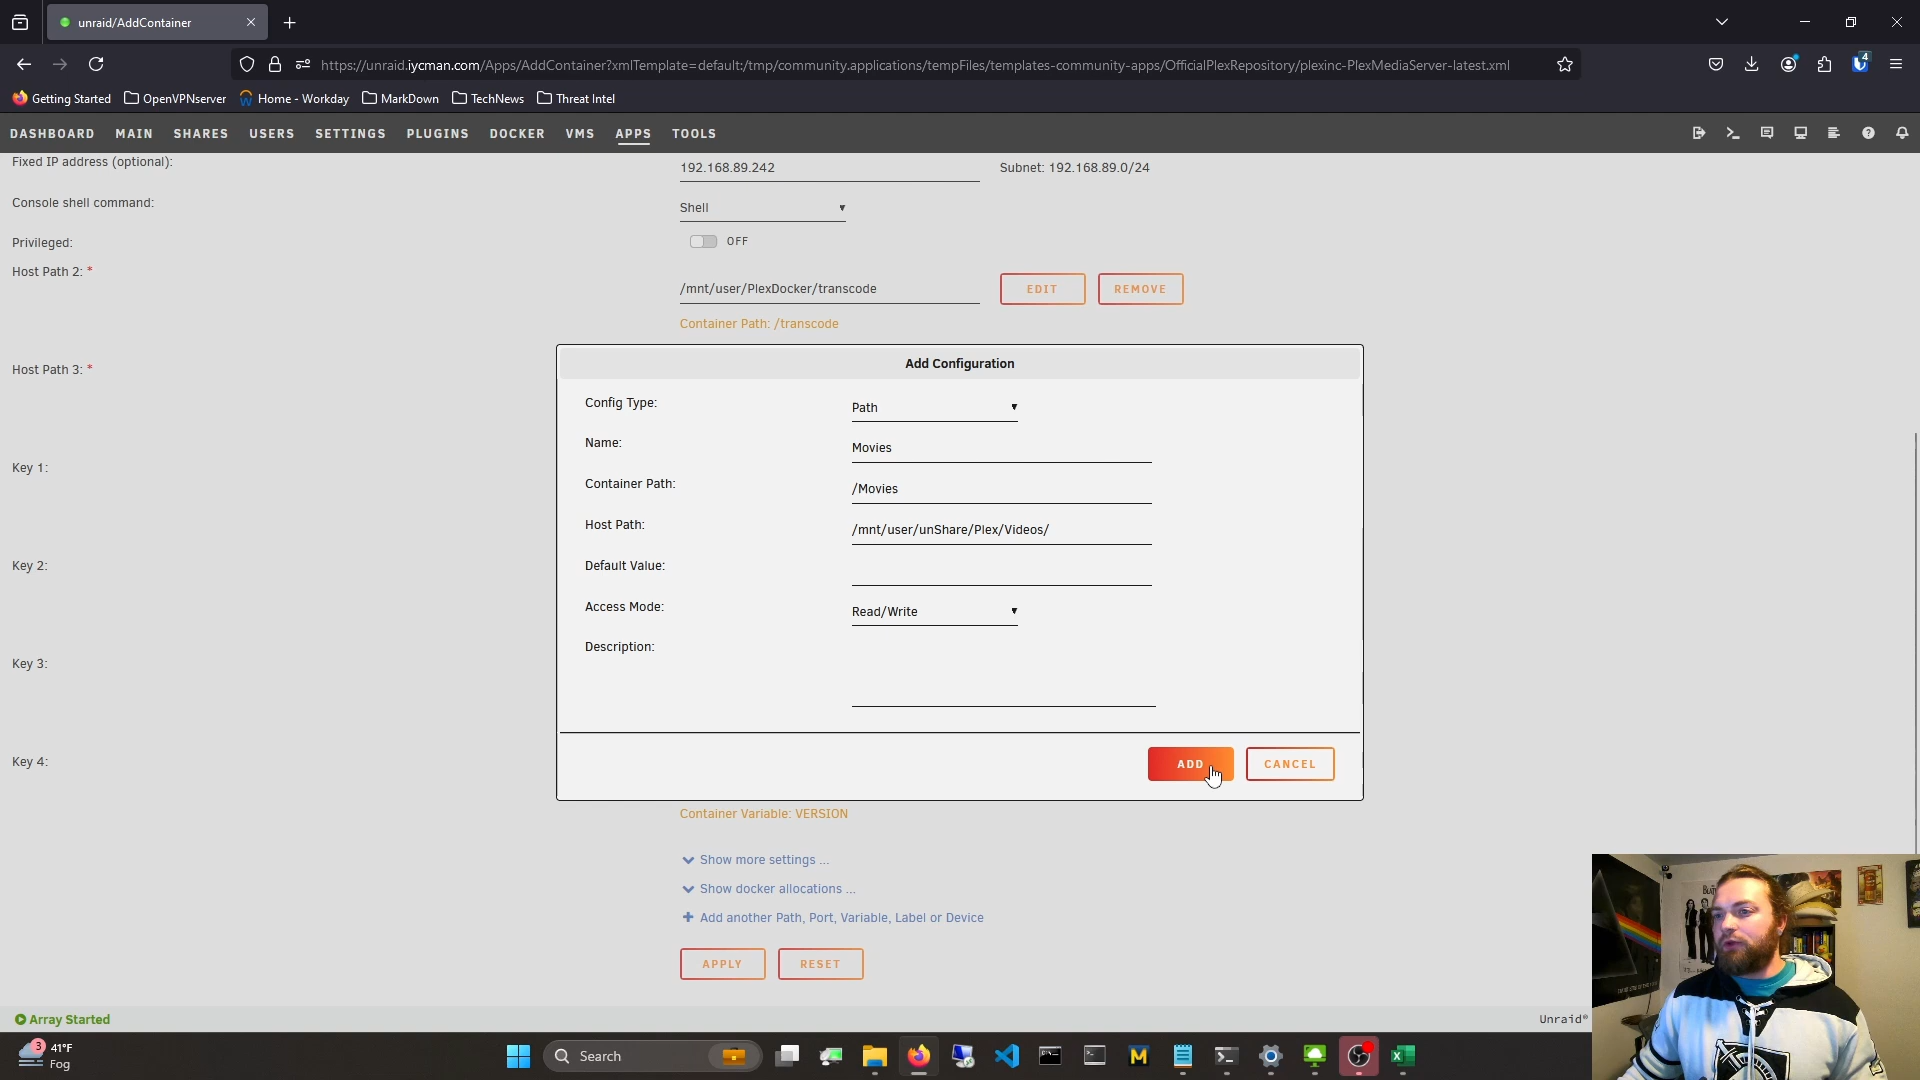 unraid/AddContainer
https://unraid.iycman.com/Apps/AddContainer?xmlTemplate=default:/tmp/community.applications/tempFiles/templates-community-apps/OfficialPlexRepository/plexinc-PlexMediaServer-latest.xml
4
Getting Started OpenVPNserver Home - Workday MarkDown TechNews Threat Intel
DASHBOARD MAIN SHARES USERS SETTINGS PLUGINS DOCKER VMS APPS TOOLS
Fixed IP address (optional): 192.168.89.242 Subnet: 192.168.89.0/24
Console shell command: Shell
Privileged: OFF
Host Path 2: *
/mnt/user/PlexDocker/transcode EDIT REMOVE
Container Path: /transcode
Host Path 3: *
Key 1:
Key 2:
Key 3:
Key 4:
Add Configuration
Config Type: Path
Name: Movies
Container Path: /Movies
Host Path: /mnt/user/unShare/Plex/Videos/
Default Value:
Access Mode: Read/Write
Description:
ADD CANCEL
Container Variable: VERSION
Show more settings ...
Show docker allocations ...
Add another Path, Port, Variable, Label or Device
APPLY RESET
Array Started Unraid®
3 41°F
Fog
Search